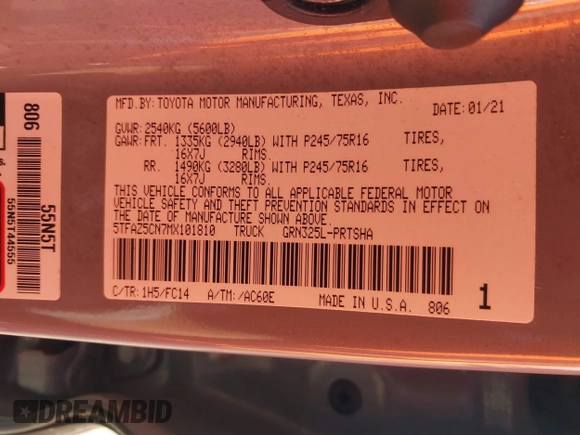 MFD.BY:TOYOTA MOTOR MANUFACTURING, TEXAS, INC.
DATE:01/21
GVWR:2540KG (5600LB)
GAWR:FRT. 1335KG (2940LB) WITH P245/75R16 TIRES,
16X7J RIMS.
RR. 1490KG (3280LB) WITH P245/75R16 TIRES,
16X7J RIMS.
THIS VEHICLE CONFORMS TO ALL APPLICABLE FEDERAL MOTOR
VEHICLE SAFETY AND THEFT PREVENTION STANDARDS IN EFFECT ON
THE DATE OF MANUFACTURE SHOWN ABOVE.
5TFAZ5CN7MX101810 TRUCK GRN325L-PRTSHA
C/TR:1H5/FC14 A/TM:/AC60E MADE IN U.S.A. 806 1
806
55N5T
55N5T44566
DREAMBID